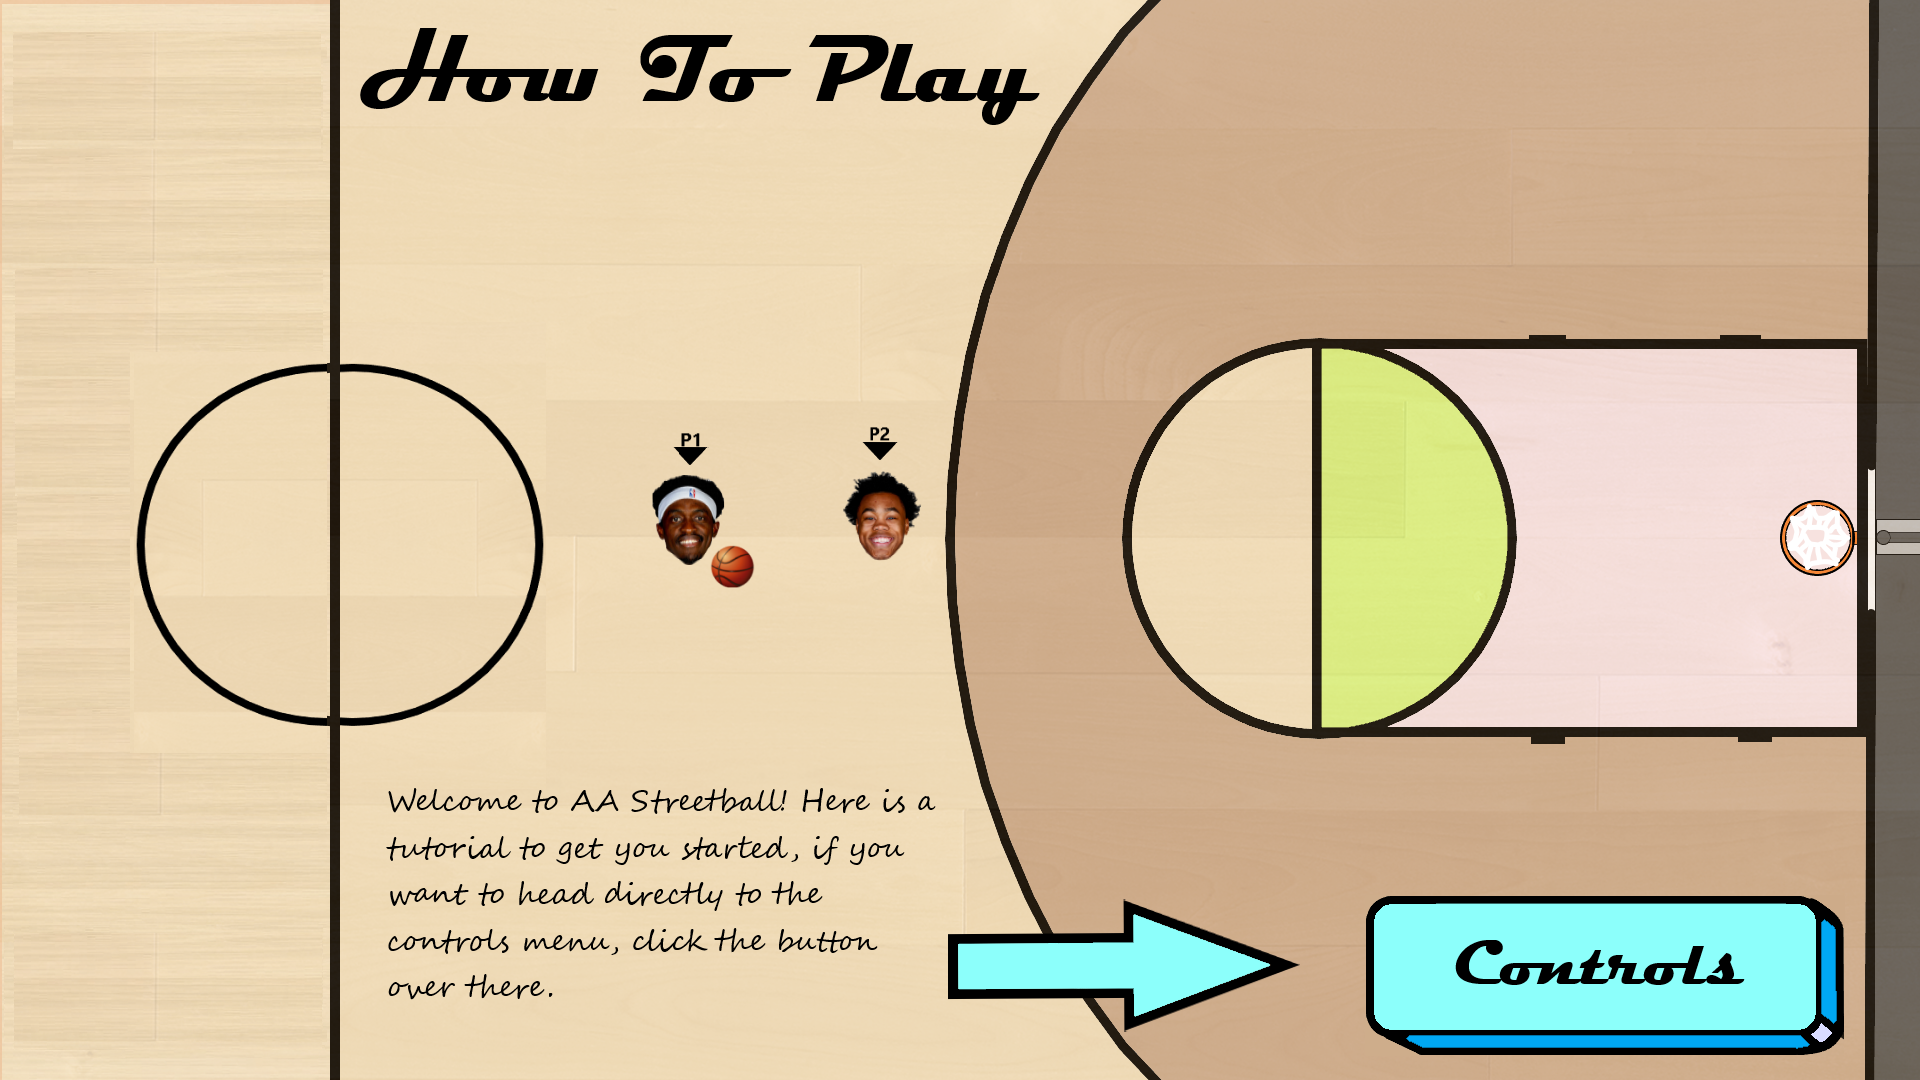 How To Play
P1
P2
Welcome to AA Streetball! Here is a
tutorial to get you started, if you
want to head directly to the
controls menu, click the button
over there.
Controls